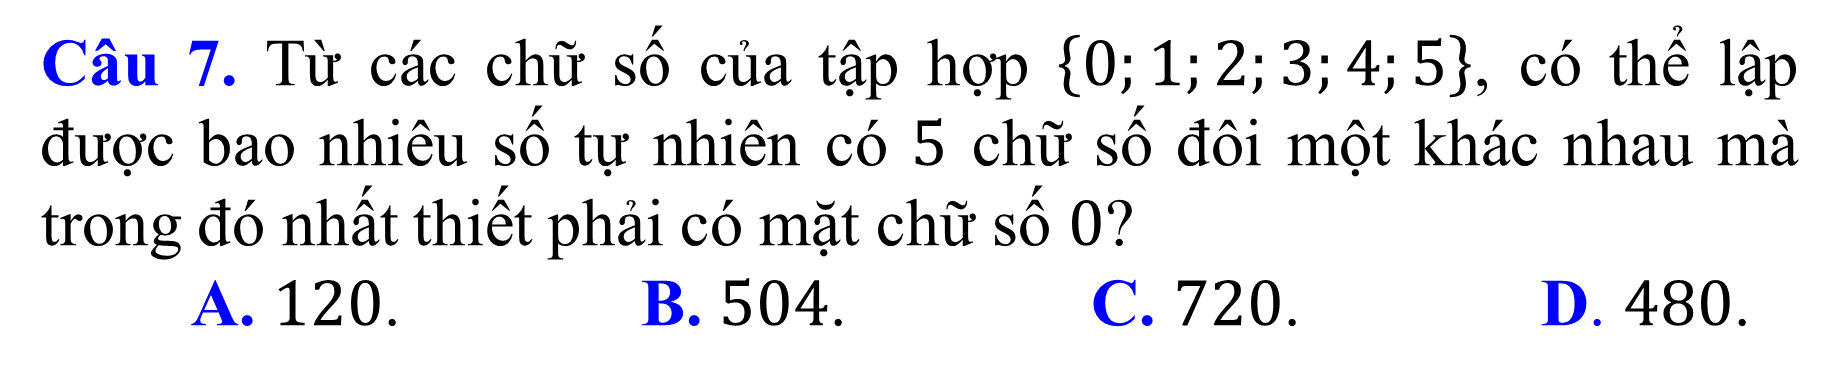 Câu 7. Từ các chữ số của tập hợp {0; 1; 2; 3; 4; 5}, có thể lập
được bao nhiêu số tự nhiên có 5 chữ số đôi một khác nhau mà
trong đó nhất thiết phải có mặt chữ số 0?
A. 120. B. 504. C. 720. D. 480.